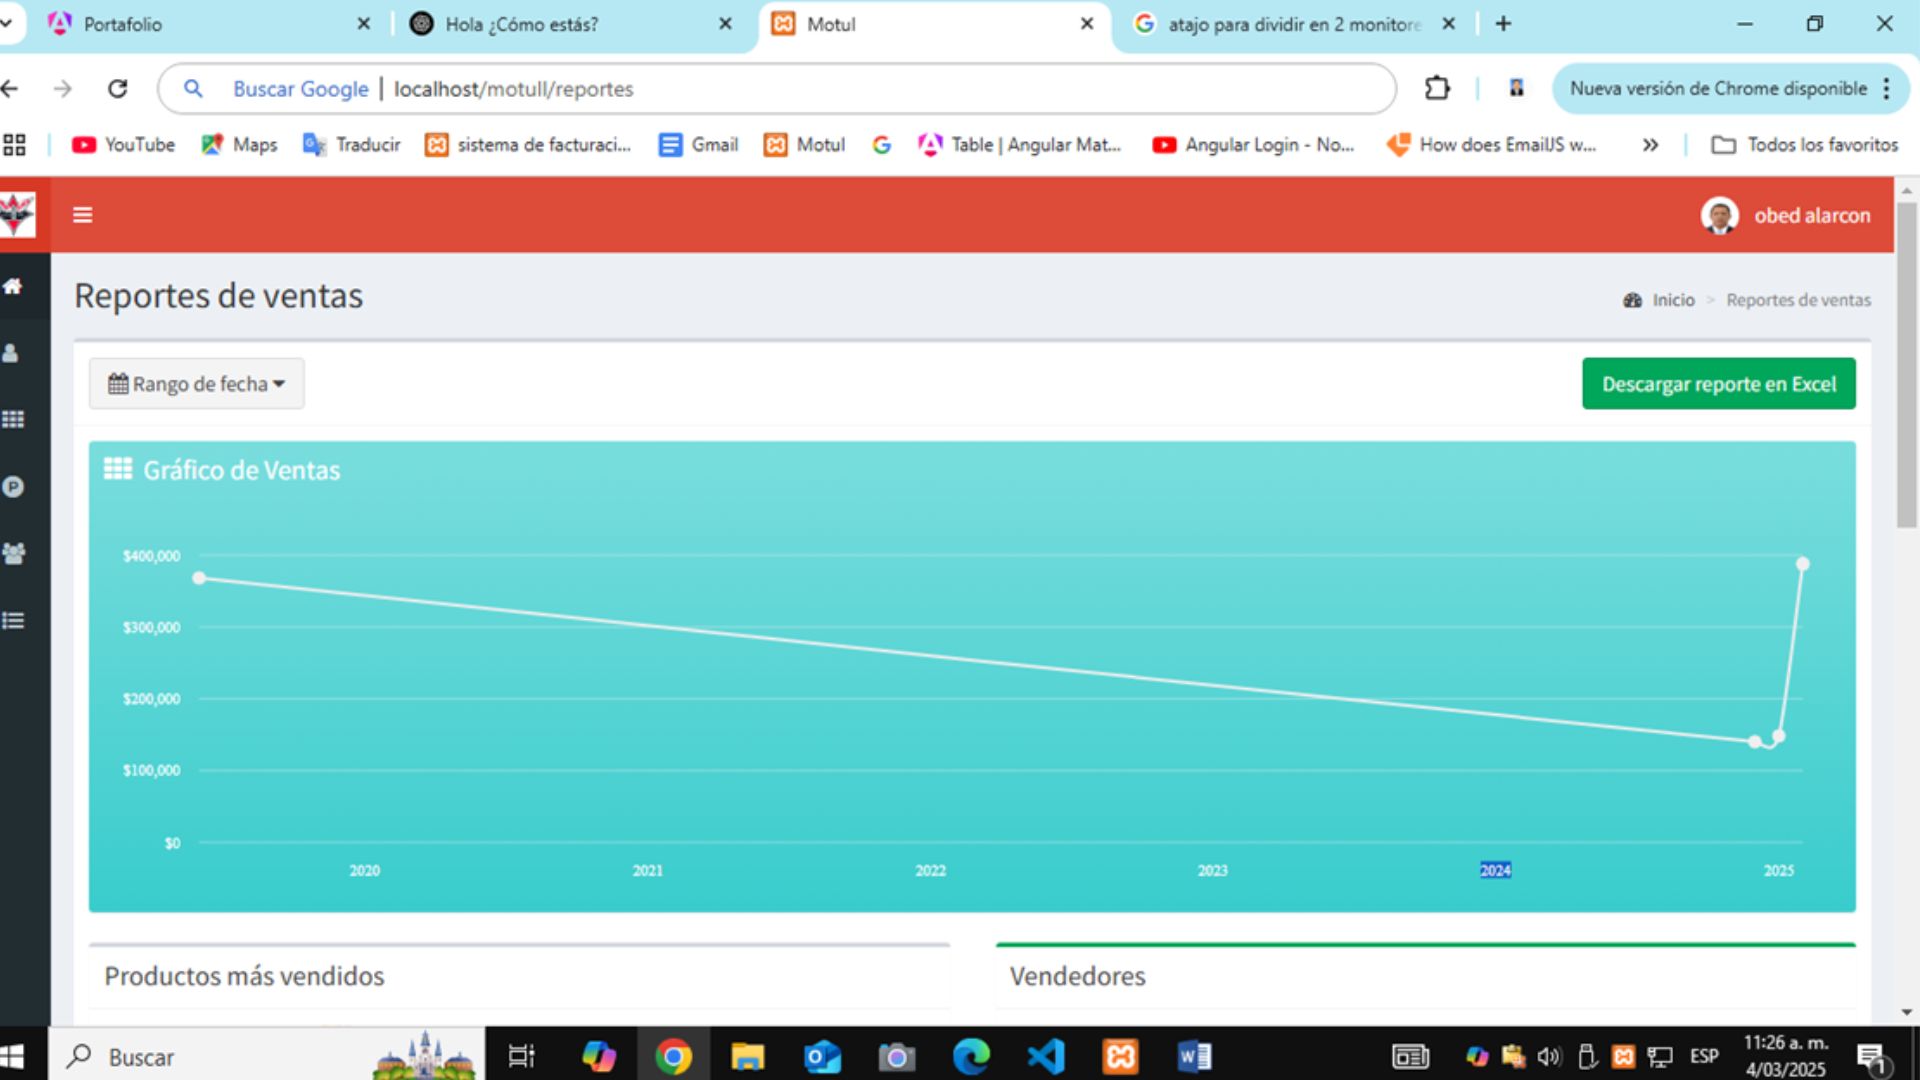 Portafolio
Hola ¿Cómo estás?
Motul
atajo para dividir en 2 monitore
Buscar Google | localhost/motull/reportes
Nueva versión de Chrome disponible
YouTube
Maps
Traducir
sistema de facturaci...
Gmail
Motul
Table | Angular Mat...
Angular Login - No...
How does EmailJS w...
Todos los favoritos
obed alarcon
Reportes de ventas
Inicio > Reportes de ventas
Rango de fecha
Descargar reporte en Excel
Gráfico de Ventas
$400,000
$300,000
$200,000
$100,000
$0
2020
2021
2022
2023
2024
2025
Productos más vendidos
Vendedores
Buscar
ESP
11:26 a. m.
4/03/2025
1